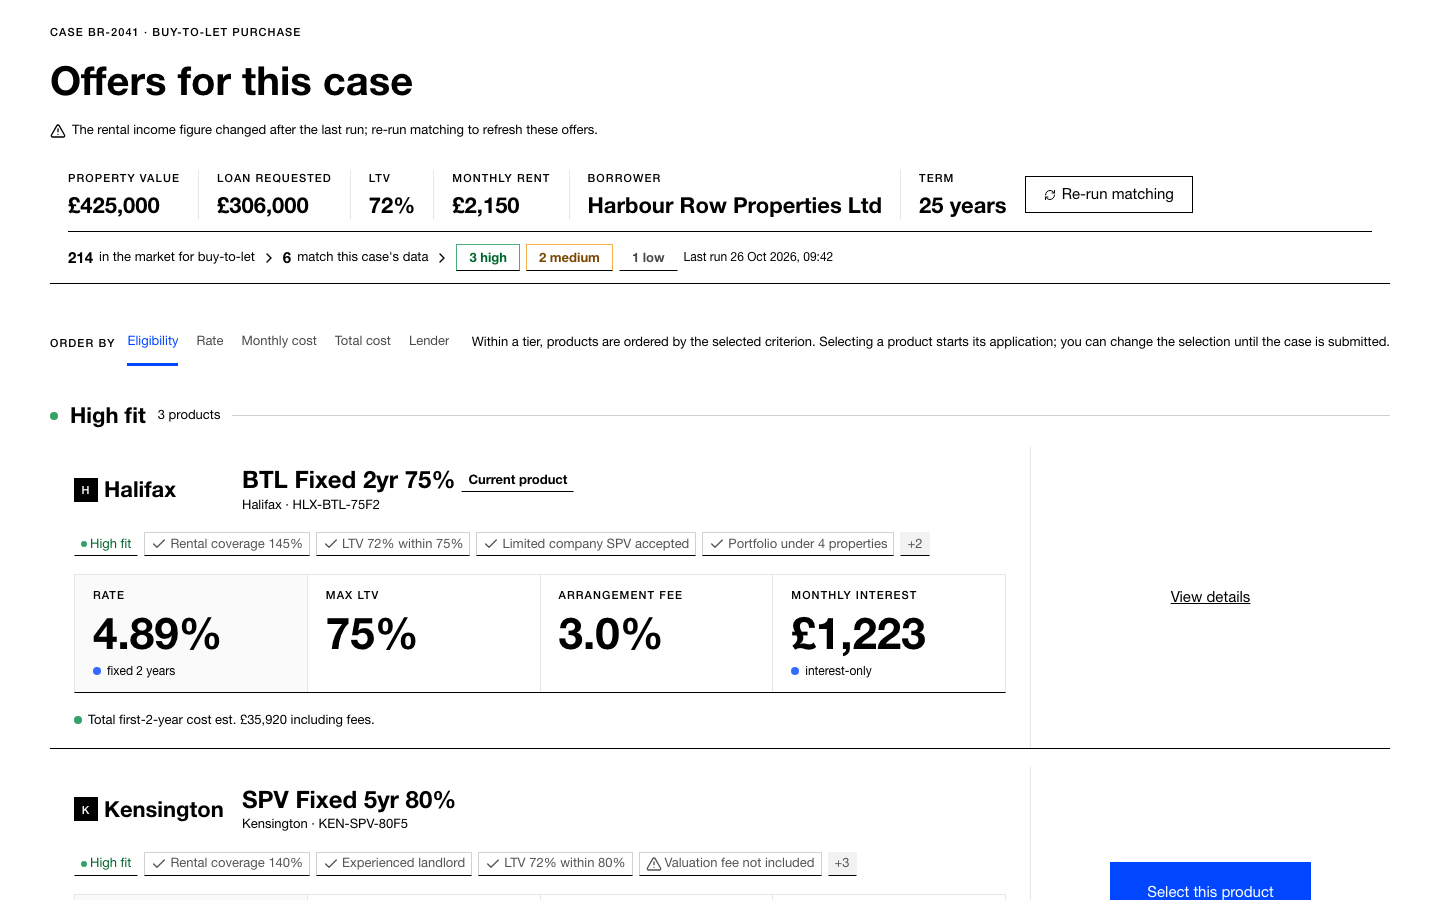 CASE BR-2041 · BUY-TO-LET PURCHASE
Offers for this case
The rental income figure changed after the last run; re-run matching to refresh these offers.
PROPERTY VALUE LOAN REQUESTED LTV MONTHLY RENT BORROWER TERM
£425,000 £306,000 72% £2,150 Harbour Row Properties Ltd 25 years Re-run matching
214 in the market for buy-to-let 6 match this case's data 3 high 2 medium 1 low Last run 26 Oct 2026, 09:42
ORDER BY Eligibility Rate Monthly cost Total cost Lender Within a tier, products are ordered by the selected criterion. Selecting a product starts its application; you can change the selection until the case is submitted.
High fit 3 products
H Halifax BTL Fixed 2yr 75% Current product
Halifax · HLX-BTL-75F2
High fit Rental coverage 145% LTV 72% within 75% Limited company SPV accepted Portfolio under 4 properties +2
RATE MAX LTV ARRANGEMENT FEE MONTHLY INTEREST
4.89% 75% 3.0% £1,223
fixed 2 years interest-only
View details
Total first-2-year cost est. £35,920 including fees.
K Kensington SPV Fixed 5yr 80%
Kensington · KEN-SPV-80F5
High fit Rental coverage 140% Experienced landlord LTV 72% within 80% Valuation fee not included +3
Select this product